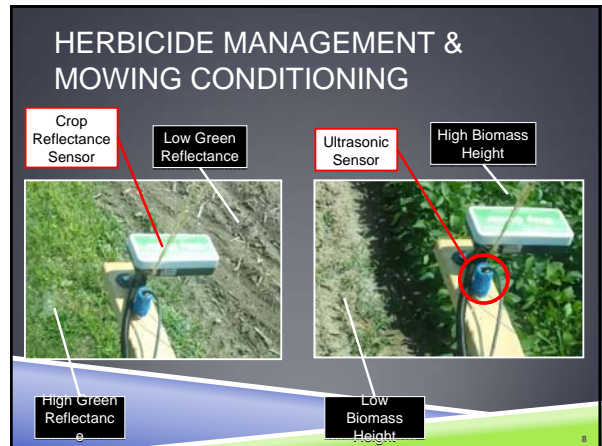 HERBICIDE MANAGEMENT &
MOWING CONDITIONING
Crop
Reflectance
Sensor
Low Green
Reflectance
Ultrasonic
Sensor
High Biomass
Height
High Green
Reflectanc
e
Low
Biomass
Height
8